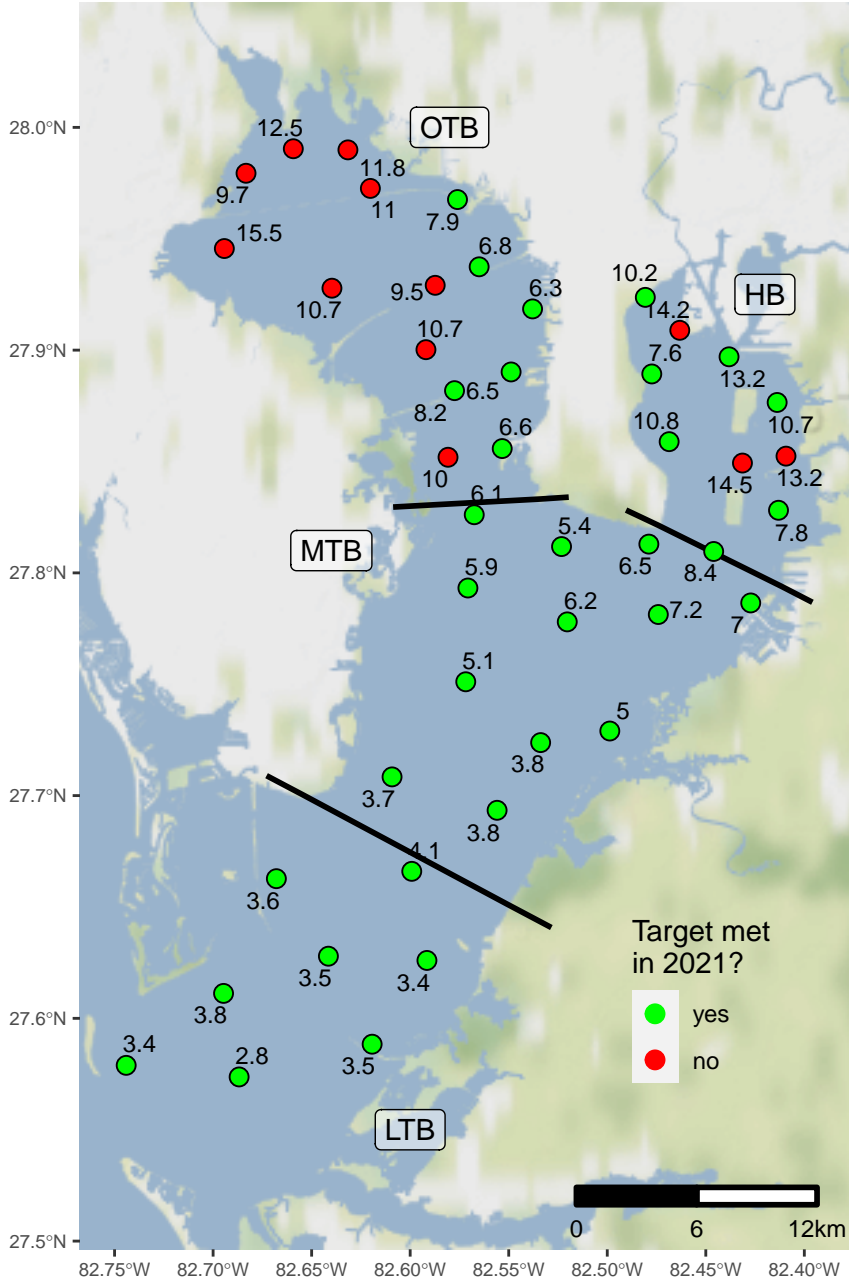 OTB
28.0°N
12.5
11.8
9.7
11
7.9
15.5
6.8
10.2
10.7
9.5
6.3
HB
14.2
10.7
27.9°N
7.6
13.2
8.2
6.5
10.7
6.6
10.8
10
14.5
13.2
6.1
7.8
5.4
MTB
6.5
8.4
27.8°N
5.9
6.2
7.2
7
5.1
5
3.8
27.7°N
3.7
3.8
4.1
3.6
Target met
in 2021?
3.5
3.4
3.8
yes
27.6°N
3.4
2.8
3.5
no
LTB
0 6 12km
27.5°N
82.75°W 82.70°W 82.65°W 82.60°W 82.55°W 82.50°W 82.45°W 82.40°W